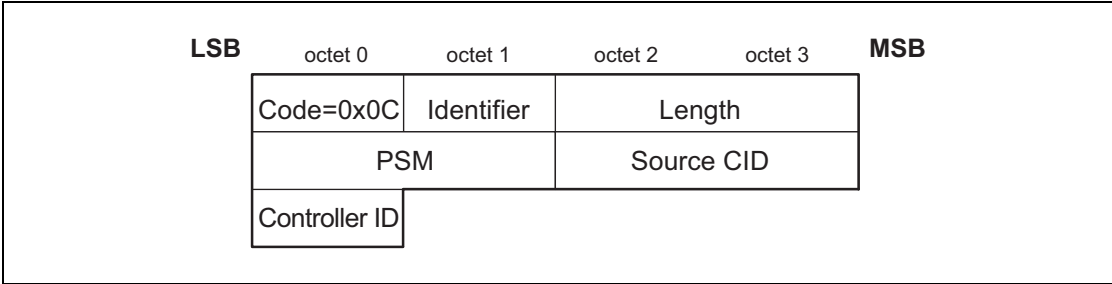 LSB octet 0 octet 1 octet 2 octet 3 MSB
Code=0x0C Identifier Length
PSM Source CID
Controller ID